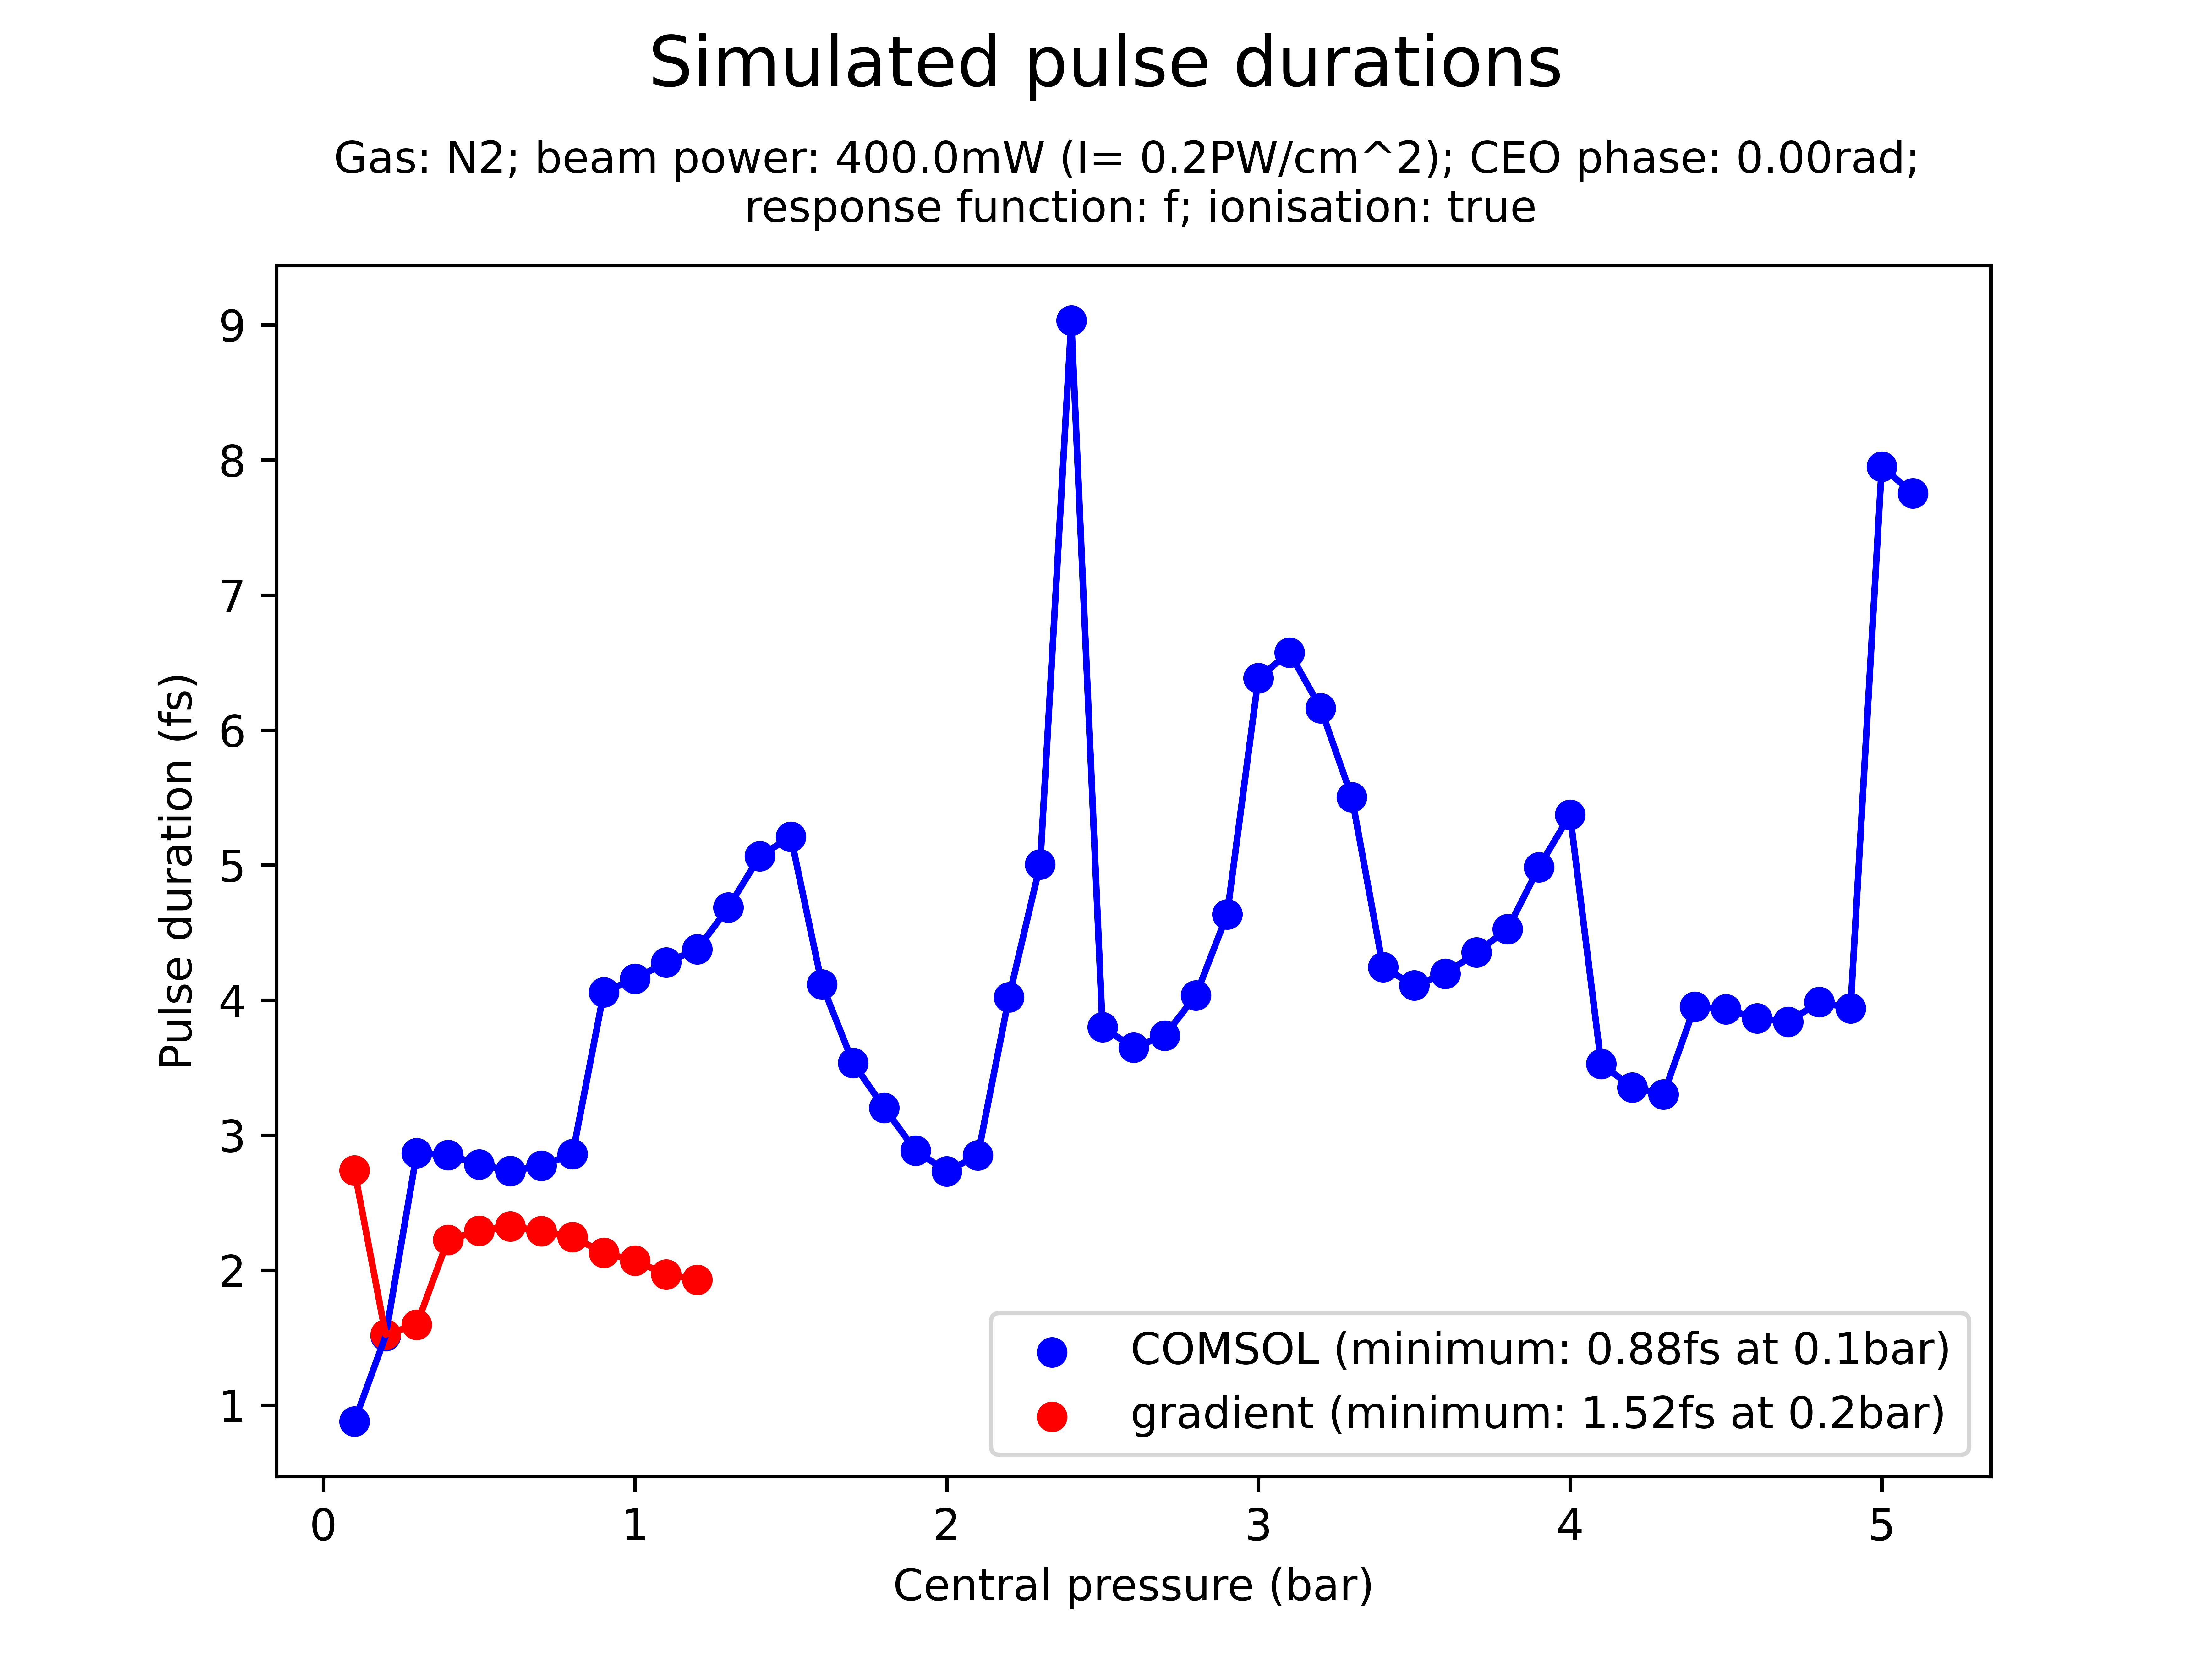 Simulated pulse durations
Gas: N2; beam power: 400.0mW (I= 0.2PW/cm^2); CEO phase: 0.00rad;
response function: f; ionisation: true
9
8
7
6
5
4
3
2
1
Pulse duration (fs)
COMSOL (minimum: 0.88fs at 0.1bar)
gradient (minimum: 1.52fs at 0.2bar)
0 1 2 3 4 5
Central pressure (bar)